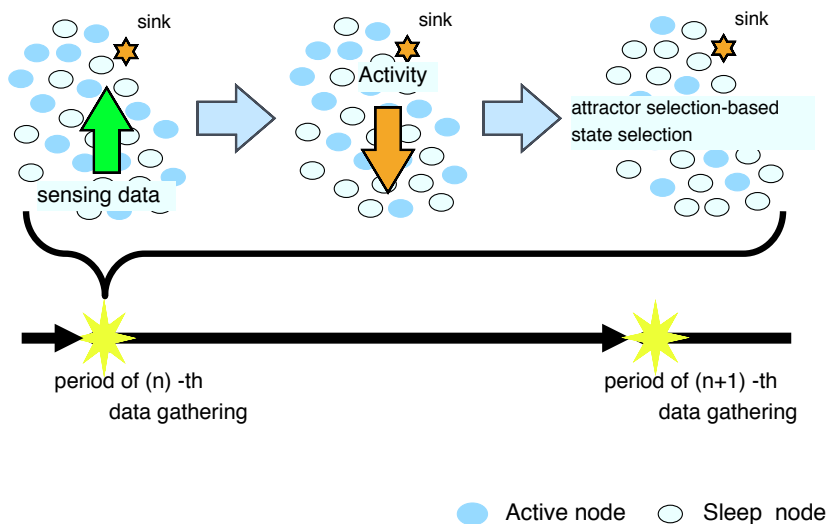 sink
sensing data
sink
Activity
sink
attractor selection-based
state selection
period of (n) -th
data gathering
period of (n+1) -th
data gathering
Active node
Sleep node